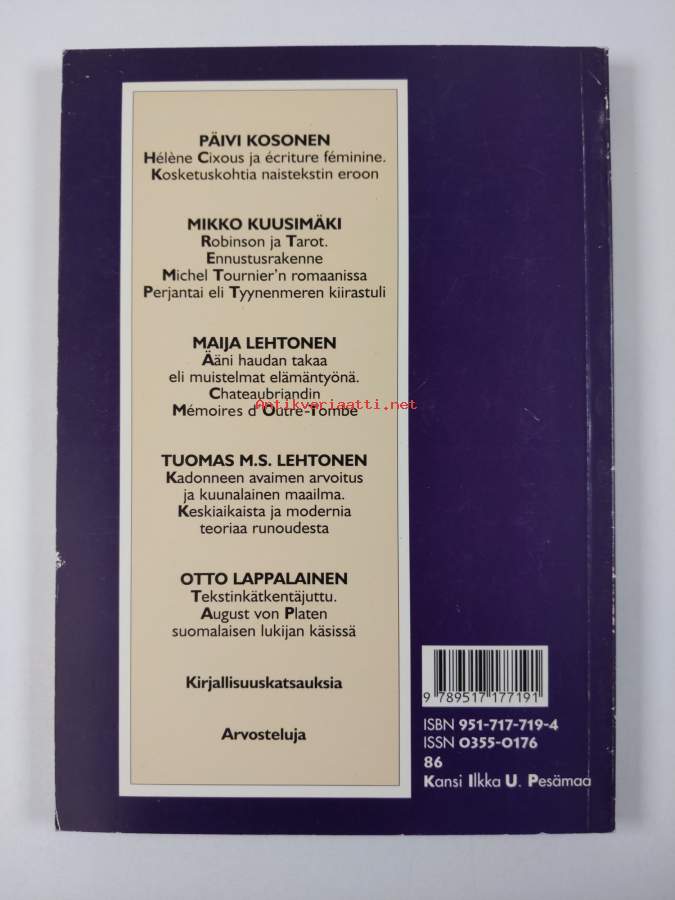 PÄIVI KOSONEN
Hélène Cixous ja écriture féminine.
Kosketuskohtia naistekstin eroon
MIKKO KUUSIMÄKI
Robinson ja Tarot.
Ennustusrakenne
Michel Tournier'n romaanissa
Perjantai eli Tyynenmeren kiirastuli
MAIJA LEHTONEN
Ääni haudan takaa
eli muistelmat elämäntyönä.
Chateaubriandin
Antikvariaatti.net
Mémoires d'Outre-Tombe
TUOMAS M.S. LEHTONEN
Kadonneen avaimen arvoitus
ja kuunalainen maailma.
Keskiaikaista ja modernia
teoriaa runoudesta
OTTO LAPPALAINEN
Tekstinkätkentäjuttu.
August von Platen
suomalaisen lukijan käsissä
Kirjallisuuskatsauksia
Arvosteluja
9 789517 177191
ISBN 951-717-719-4
ISSN 0355-0176
86
Kansi Ilkka U. Pesämaa